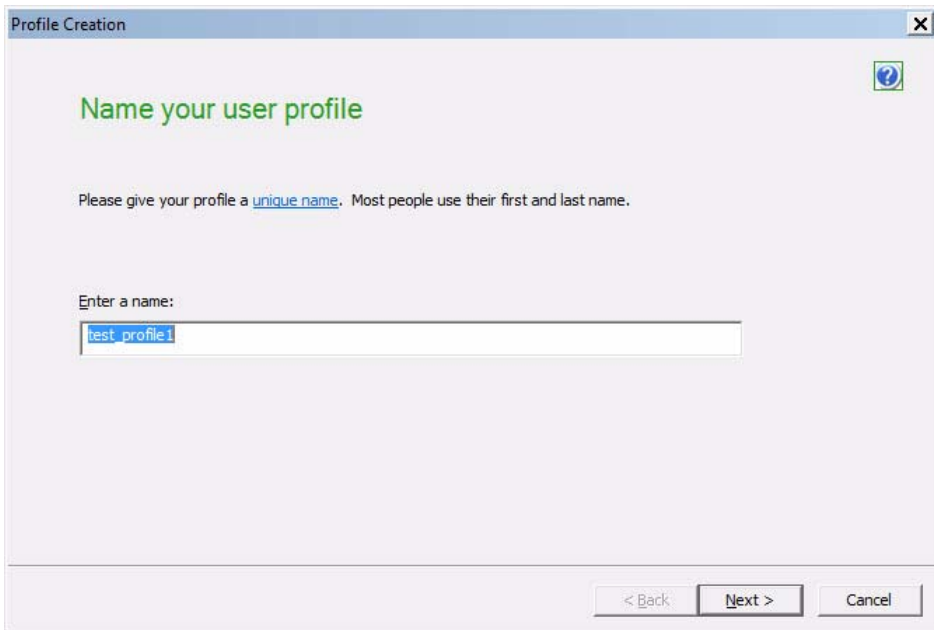 Profile Creation
Name your user profile
Please give your profile a unique name. Most people use their first and last name.
Enter a name:
test_profile1
< Back Next > Cancel